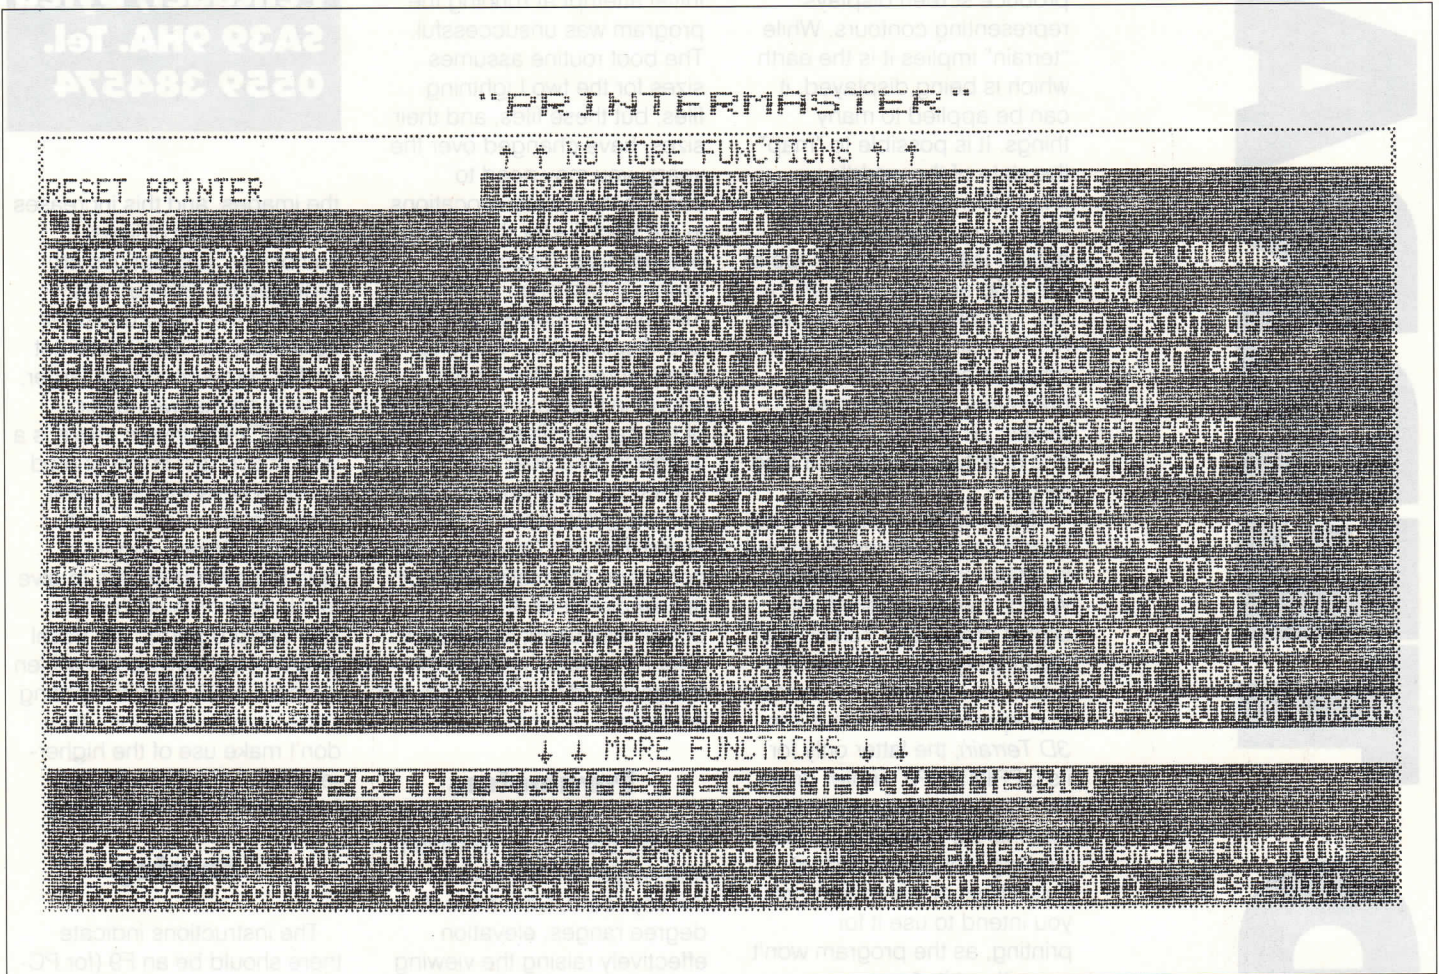 "PRINTERMASTER"
↑ ↑ NO MORE FUNCTIONS ↑ ↑
RESET PRINTER CARRIAGE RETURN BACKSPACE
LINEFEED REVERSE LINEFEED FORM FEED
REVERSE FORM FEED EXECUTE n LINEFEEDS TAB ACROSS n COLUMNS
UNIDIRECTIONAL PRINT BI-DIRECTIONAL PRINT NORMAL ZERO
SLASHED ZERO CONDENSED PRINT ON CONDENSED PRINT OFF
SEMI-CONDENSED PRINT PITCH EXPANDED PRINT ON EXPANDED PRINT OFF
ONE LINE EXPANDED ON ONE LINE EXPANDED OFF UNDERLINE ON
UNDERLINE OFF SUBSCRIPT PRINT SUPERSCRIPT PRINT
SUB/SUPERSCRIPT OFF EMPHASIZED PRINT ON EMPHASIZED PRINT OFF
DOUBLE STRIKE ON DOUBLE STRIKE OFF ITALICS ON
ITALICS OFF PROPORTIONAL SPACING ON PROPORTIONAL SPACING OFF
DRAFT QUALITY PRINTING NLQ PRINT ON PICA PRINT PITCH
ELITE PRINT PITCH HIGH SPEED ELITE PITCH HIGH DENSITY ELITE PITCH
SET LEFT MARGIN (CHARS.) SET RIGHT MARGIN (CHARS.) SET TOP MARGIN (LINES)
SET BOTTOM MARGIN (LINES) CANCEL LEFT MARGIN CANCEL RIGHT MARGIN
CANCEL TOP MARGIN CANCEL BOTTOM MARGIN CANCEL TOP & BOTTOM MARGIN
↓ ↓ MORE FUNCTIONS ↓ ↓
PRINTERMASTER MAIN MENU
F1=See/Edit this FUNCTION F3=Command Menu ENTER=Implement FUNCTION
F5=See defaults =Select FUNCTION (fast with SHIFT or ALT) ESC=Quit